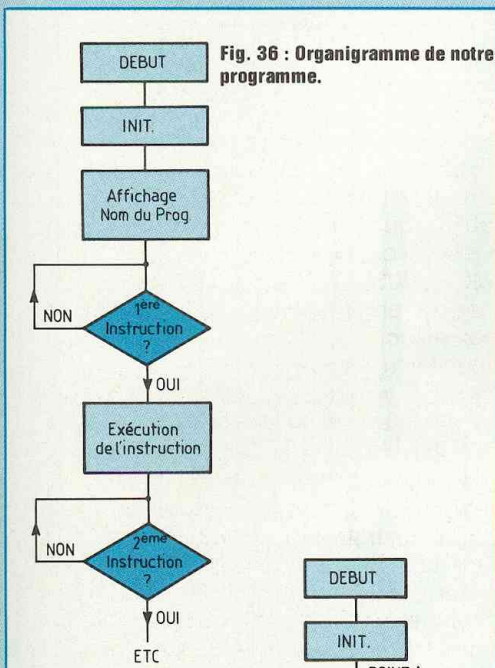 Fig. 36 : Organigramme de notre
programme.
DEBUT
INIT.
Affichage
Nom du Prog
1ère
Instruction
?
NON
OUI
Exécution
de l'instruction
2ème
Instruction
?
NON
OUI
ETC
DEBUT
INIT.